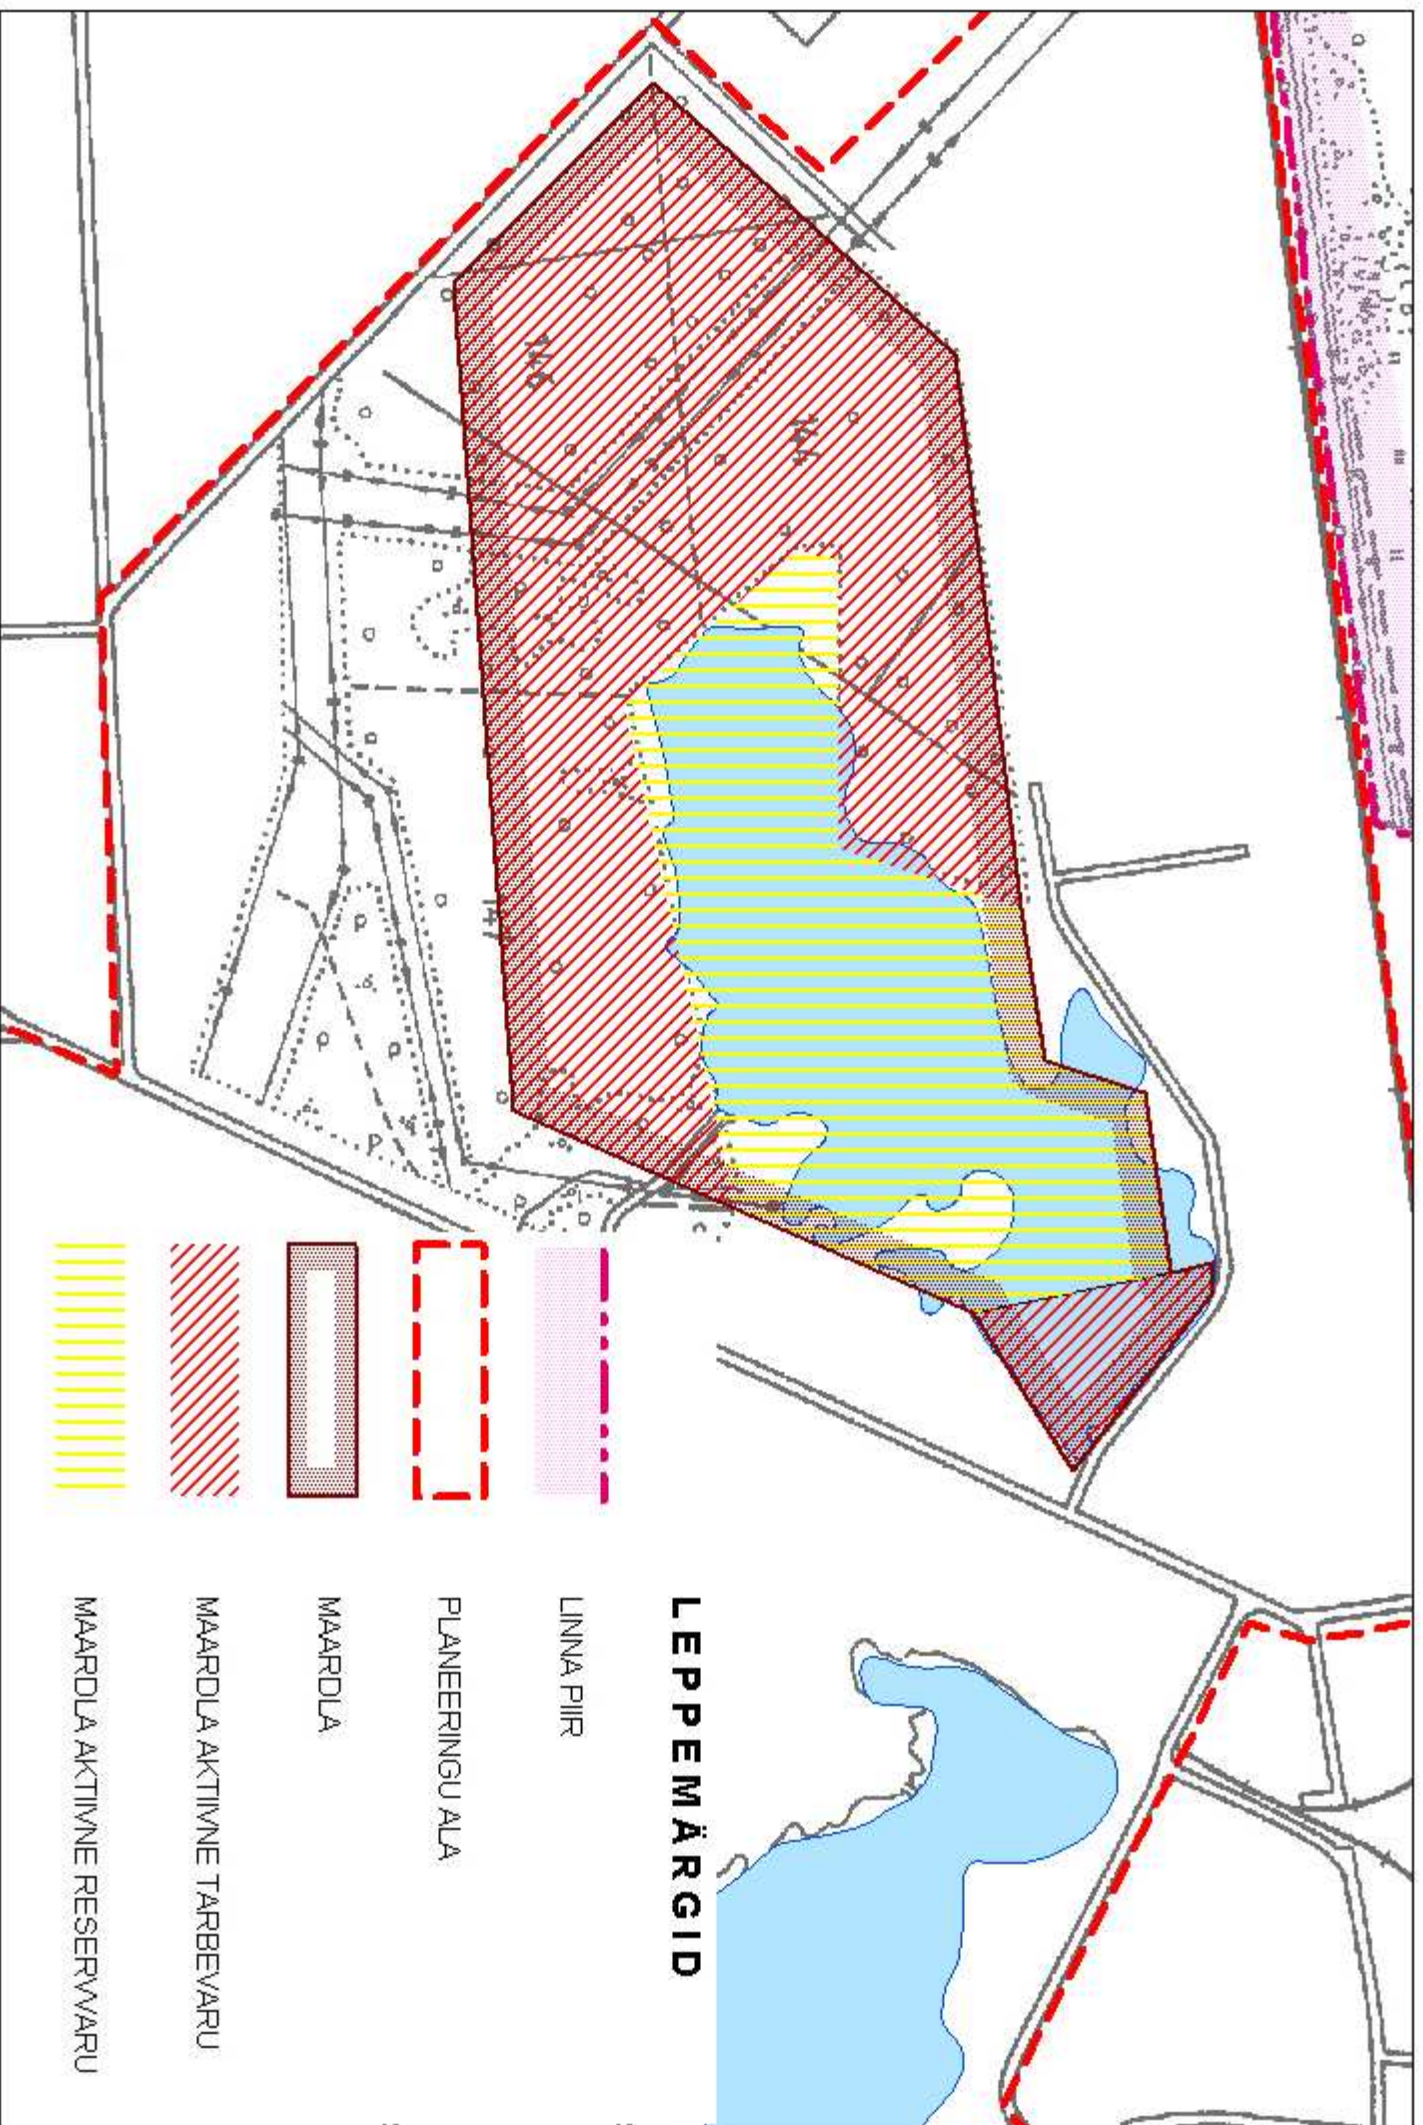 LEPPEMÄRGID
LINNA PIIR
PLANEERINGU ALA
MAARDLA
MAARDLA AKTIIVNE TARBEVARU
MAARDLA AKTIIVNE RESERVVARU